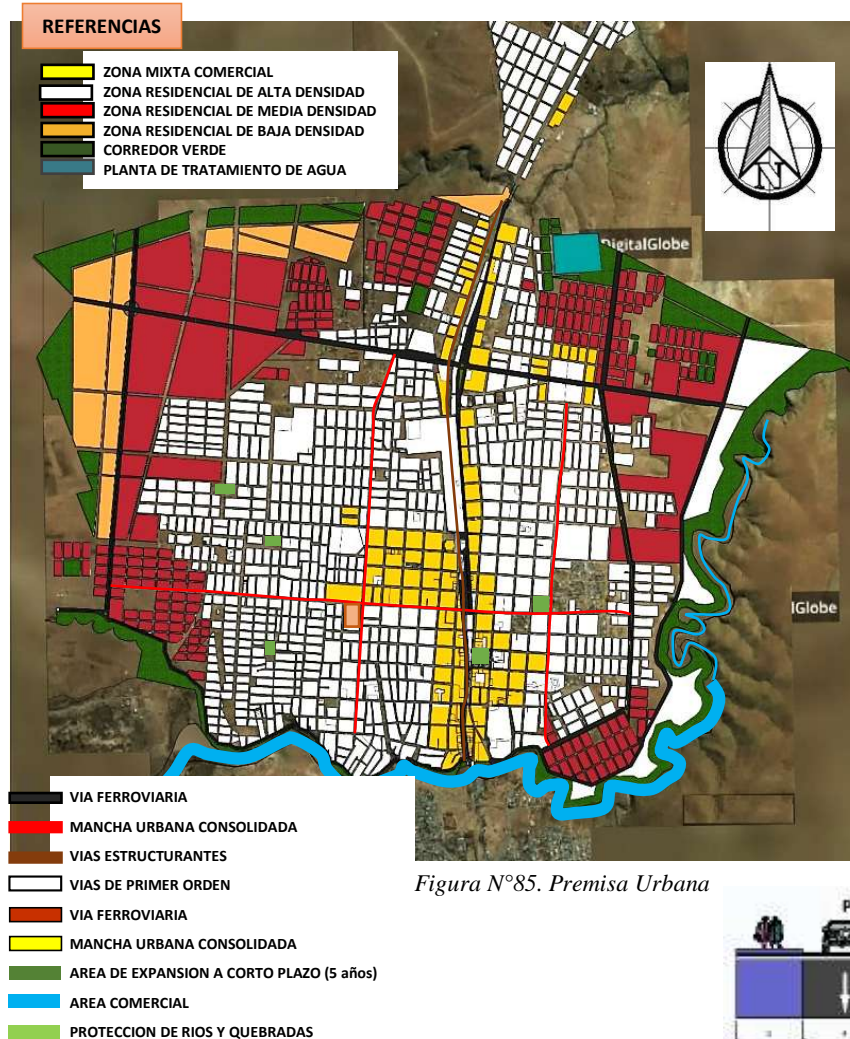 REFERENCIAS
ZONA MIXTA COMERCIAL
ZONA RESIDENCIAL DE ALTA DENSIDAD
ZONA RESIDENCIAL DE MEDIA DENSIDAD
ZONA RESIDENCIAL DE BAJA DENSIDAD
CORREDOR VERDE
PLANTA DE TRATAMIENTO DE AGUA
N
DigitalGlobe
lGlobe
VIA FERROVIARIA
MANCHA URBANA CONSOLIDADA
VIAS ESTRUCTURANTES
VIAS DE PRIMER ORDEN
VIA FERROVIARIA
MANCHA URBANA CONSOLIDADA
AREA DE EXPANSION A CORTO PLAZO (5 años)
AREA COMERCIAL
PROTECCION DE RIOS Y QUEBRADAS
Figura N°85. Premisa Urbana
P